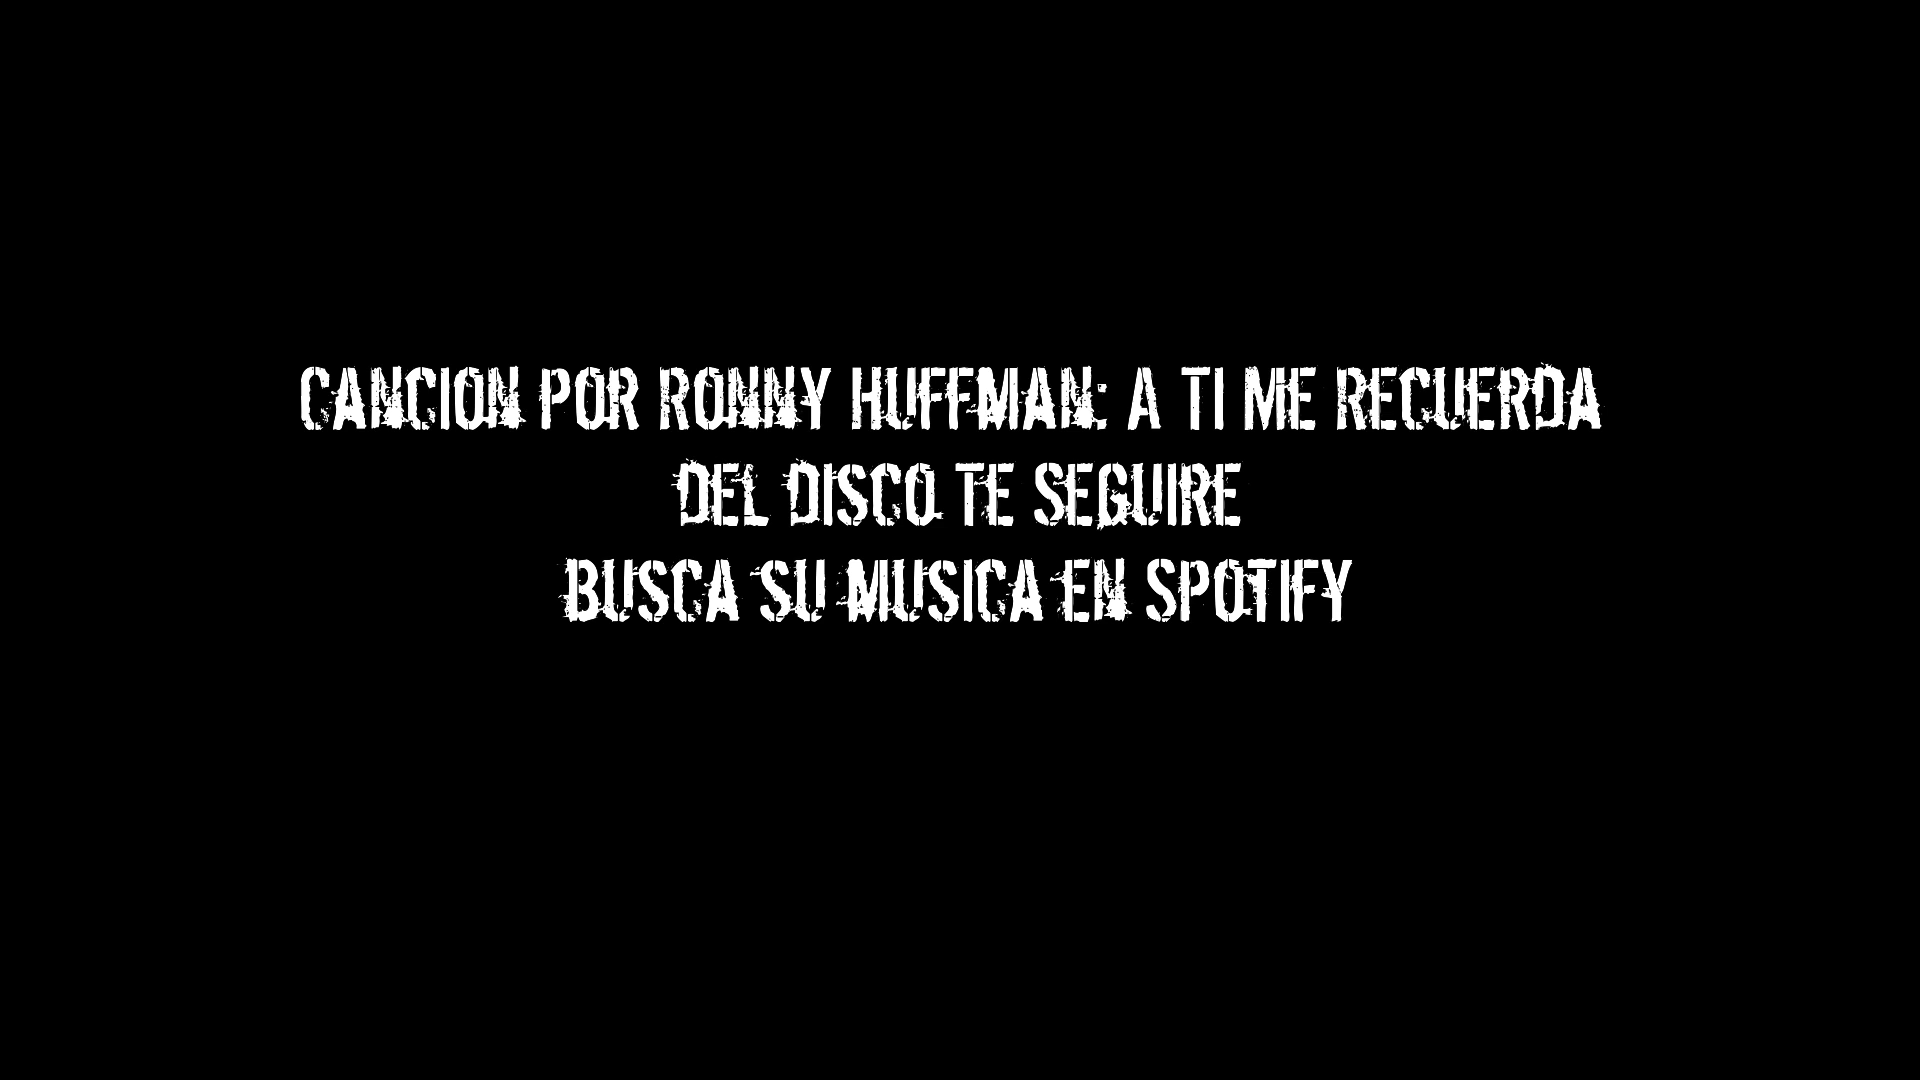 CANCION POR RONNY HUFFMAN: A TI ME RECUERDA
DEL DISCO TE SEGUIRE
BUSCA SU MUSICA EN SPOTIFY